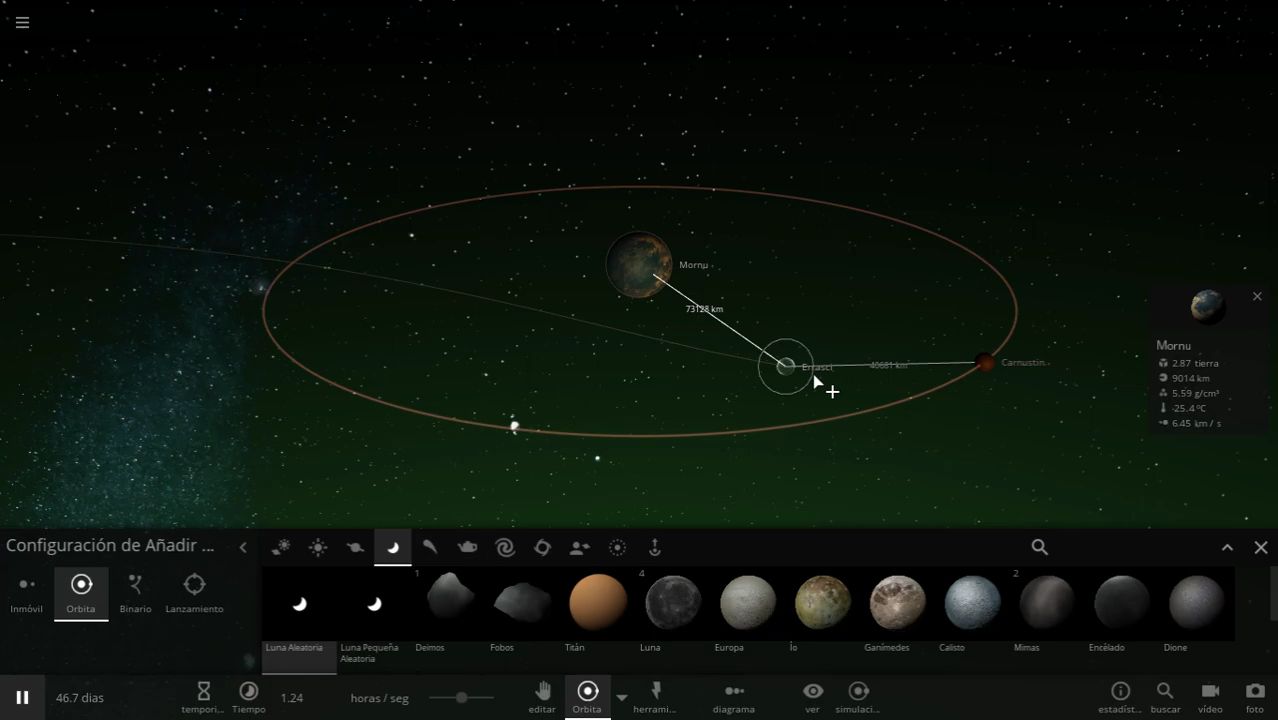 Mornu
73128 km
Carnustin
Mornu
2.87 tierra
9014 km
5.59 g/cm³
-25.4 ºC
6.45 km / s
Configuración de Añadir ...
Inmóvil
Orbita
Binario
Lanzamiento
1
4
2
Luna Aleatoria
Luna Pequeña
Aleatoria
Deimos
Fobos
Titán
Luna
Europa
Ío
Ganímedes
Calisto
Mimas
Encélado
Dione
46.7 dias
tempori...
Tiempo
1.24
horas / seg
editar
Orbita
herrami...
diagrama
ver
simulaci...
estadíst...
buscar
vídeo
foto